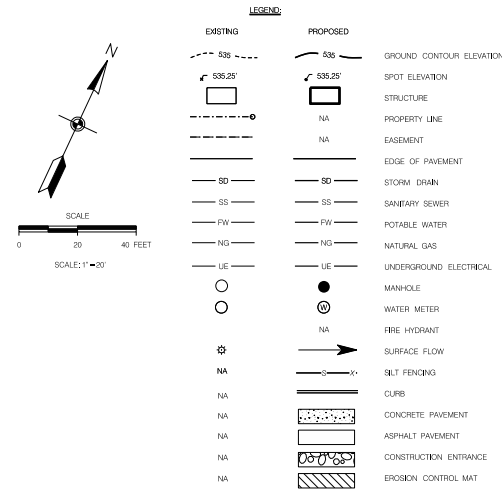 LEGEND:
EXISTING PROPOSED
535 535 GROUND CONTOUR ELEVATION
535.25' 535.25' SPOT ELEVATION
STRUCTURE
NA PROPERTY LINE
NA EASEMENT
EDGE OF PAVEMENT
SD SD STORM DRAIN
SS SS SANITARY SEWER
FW FW POTABLE WATER
NG NG NATURAL GAS
UE UE UNDERGROUND ELECTRICAL
MANHOLE
W WATER METER
NA FIRE HYDRANT
SURFACE FLOW
NA S X SILT FENCING
NA CURB
NA CONCRETE PAVEMENT
NA ASPHALT PAVEMENT
NA CONSTRUCTION ENTRANCE
NA EROSION CONTROL MAT
N
SCALE
0 20 40 FEET
SCALE: 1" = 20'